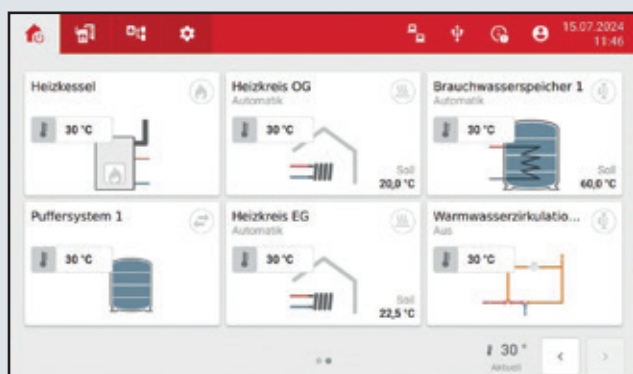 15.07.2024
11:46
Heizkessel
30 °C
Heizkreis OG
Automatik
30 °C
Soll
20,0 °C
Brauchwasserspeicher 1
Automatik
30 °C
Soll
60,0 °C
Puffersystem 1
30 °C
Heizkreis EG
Automatik
30 °C
Soll
22,5 °C
Warmwasserzirkulatio...
Aus
30 °C
30 °
Aktuell